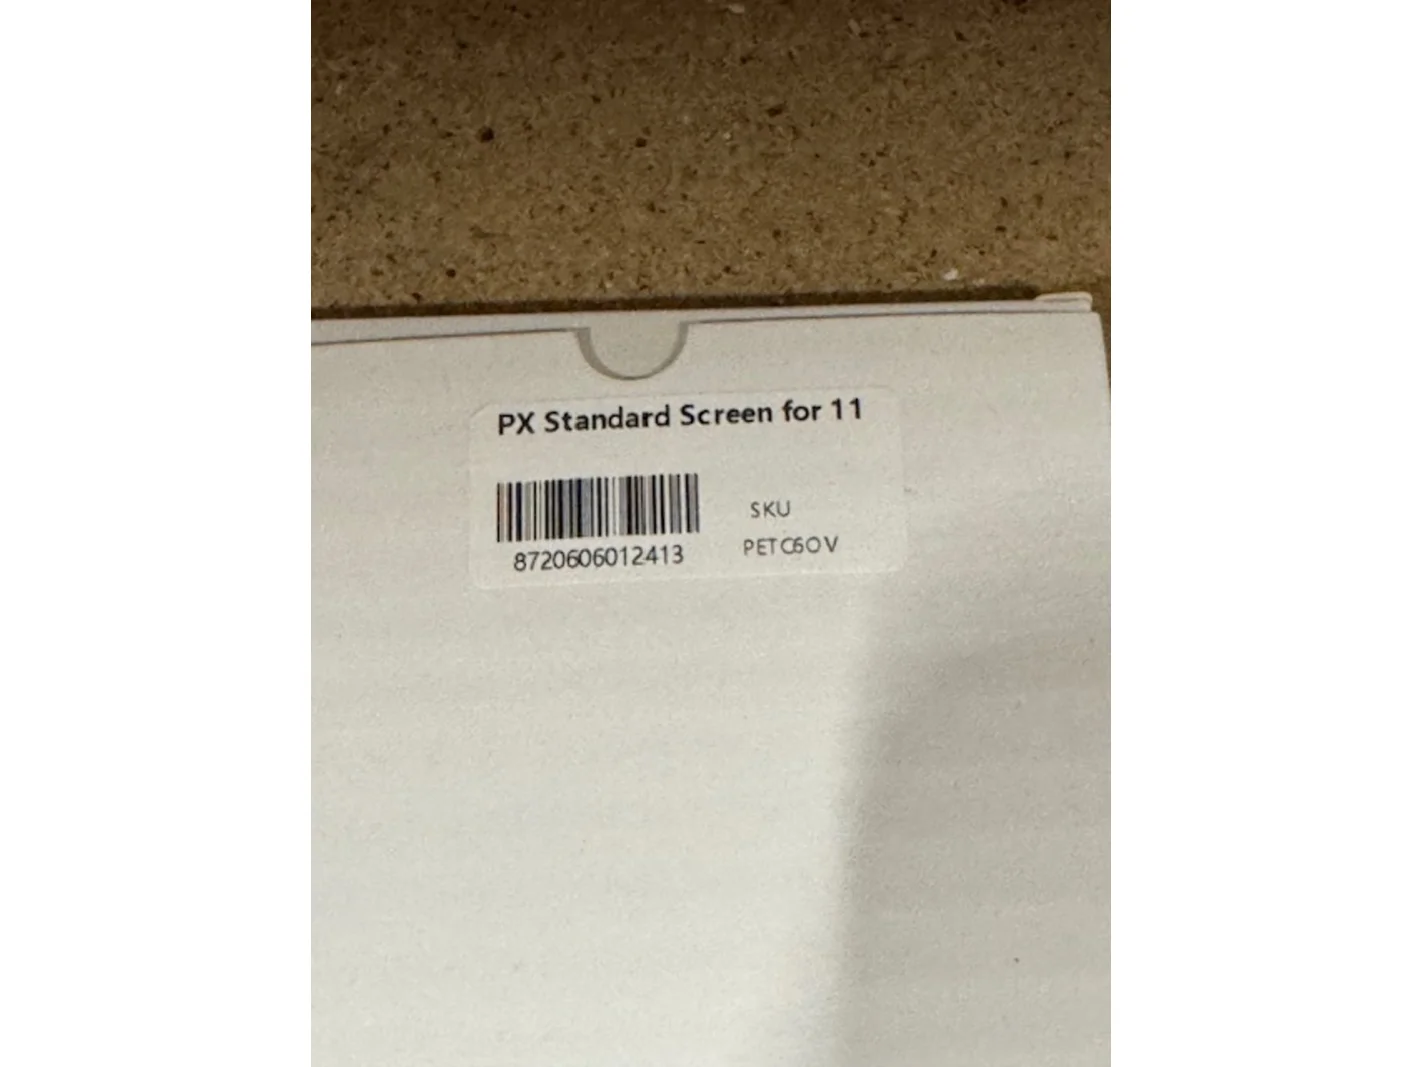 PX Standard Screen for 11
SKU
8720606012413
PETC6OV